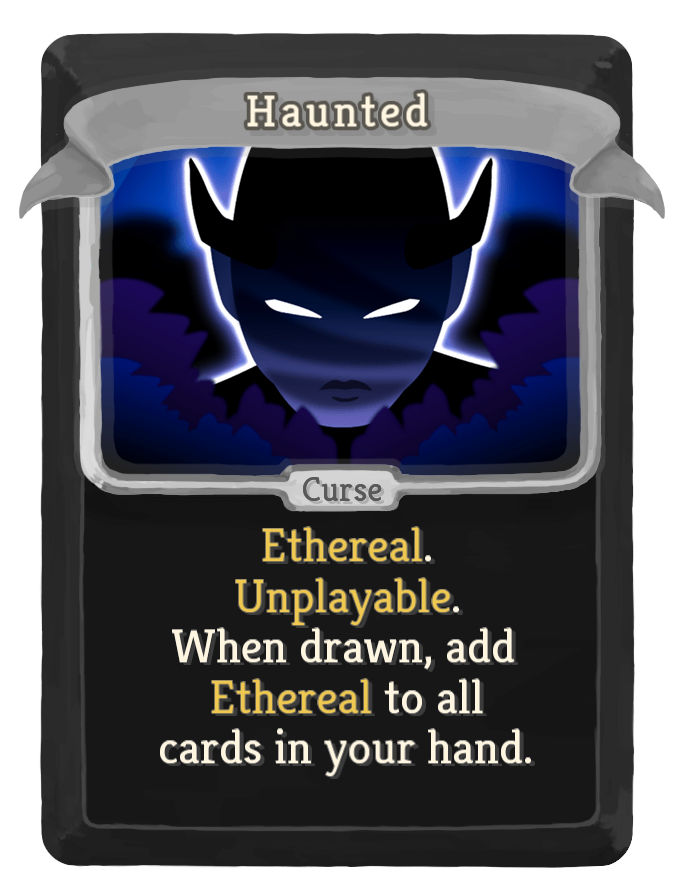 Haunted
Curse
Ethereal.
Unplayable.
When drawn, add
Ethereal to all
cards in your hand.